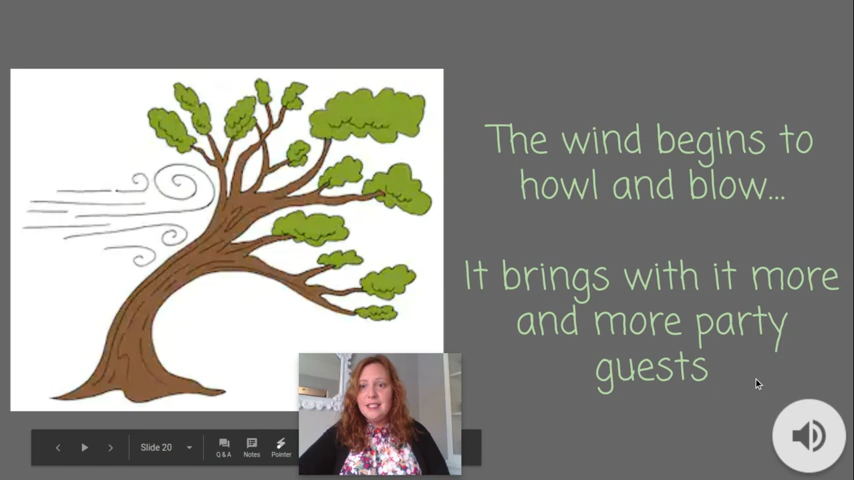 The wind begins to
howl and blow...
It brings with it more
and more party
guests
Slide 20
Q & A
Notes
Pointer